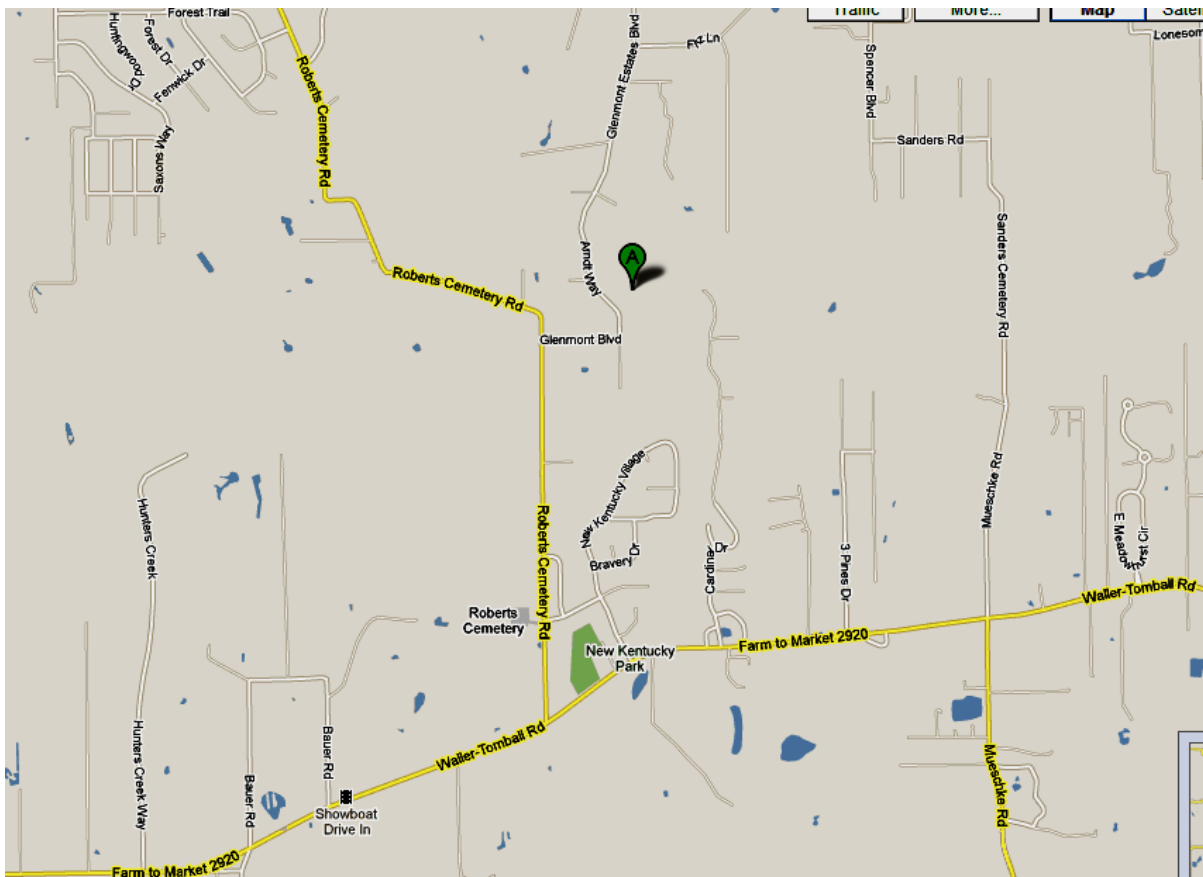 Traffic
More...
Map
Forest Trail
Huntingwood Dr
Forest Dr
Fenwick Dr
Saxons Way
Roberts Cemetery Rd
Glenmont Estates Blvd
Spencer Blvd
Sanders Rd
Sanders Cemetery Rd
Arndt Way
A
Roberts Cemetery Rd
Glenmont Blvd
New Kentucky Village
Mueschke Rd
Hunters Creek
Roberts Cemetery Rd
Bravery Dr
Cardinal Dr
3 Pines Dr
Waller-Tomball Rd
Roberts
Cemetery
New Kentucky
Park
Farm to Market 2920
Waller-Tomball Rd
Bauer Rd
Bauer Rd
Hunters Creek Way
Mueschke Rd
Showboat
Drive In
Farm to Market 2920